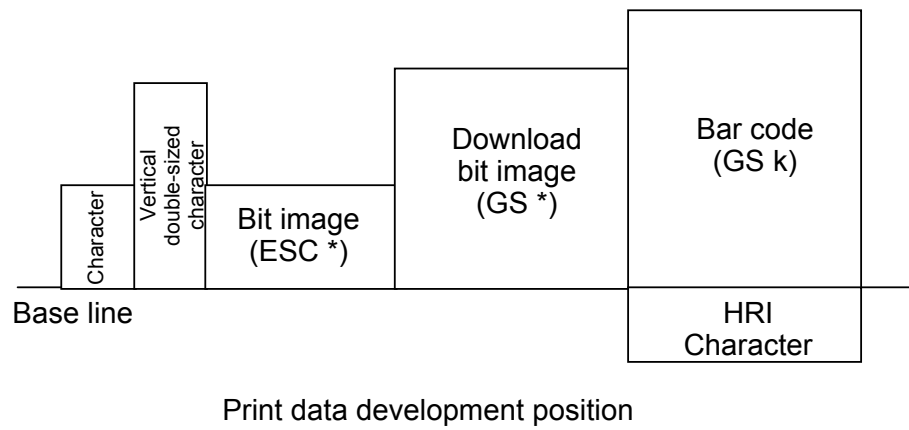 Character
Vertical
double-sized
character
Bit image
(ESC *)
Download
bit image
(GS *)
Bar code
(GS k)
Base line
HRI
Character
Print data development position